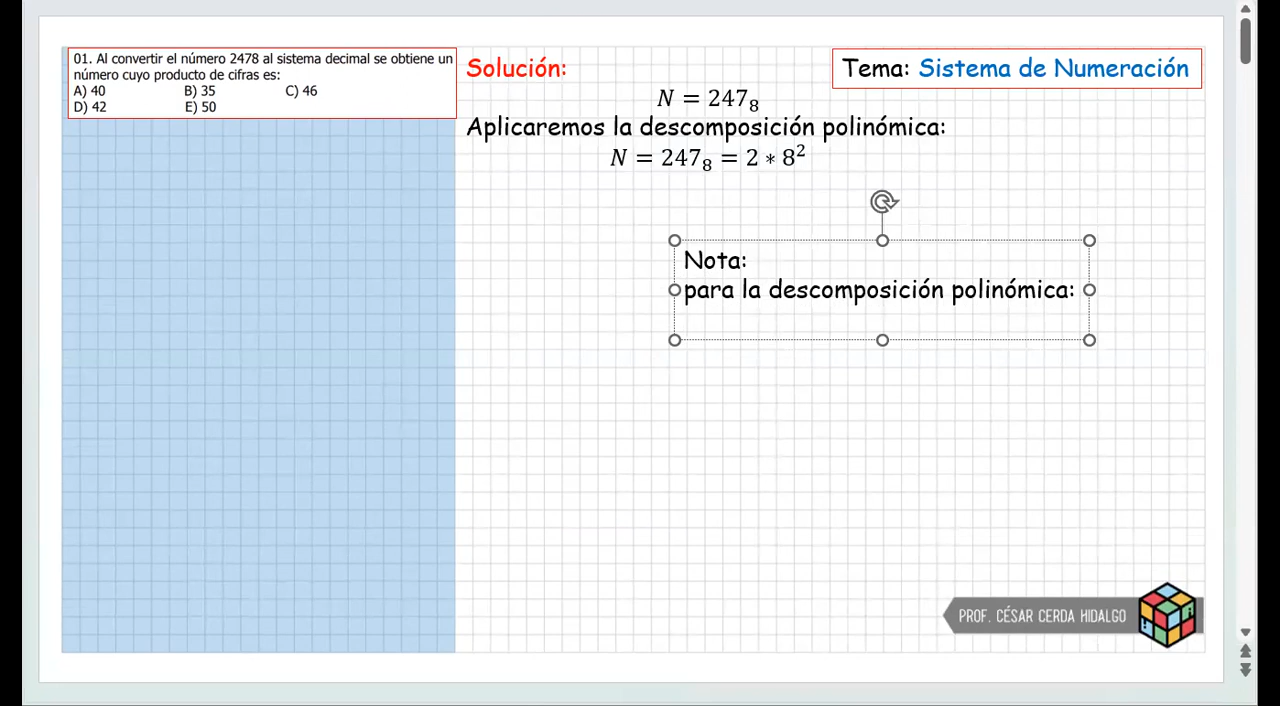 01. Al convertir el número 2478 al sistema decimal se obtiene un
número cuyo producto de cifras es:
A) 40 B) 35 C) 46
D) 42 E) 50
Solución:
Tema: Sistema de Numeración
N = 247₈
Aplicaremos la descomposición polinómica:
N = 247₈ = 2 ∗ 8²
Nota:
para la descomposición polinómica:
PROF. CÉSAR CERDA HIDALGO